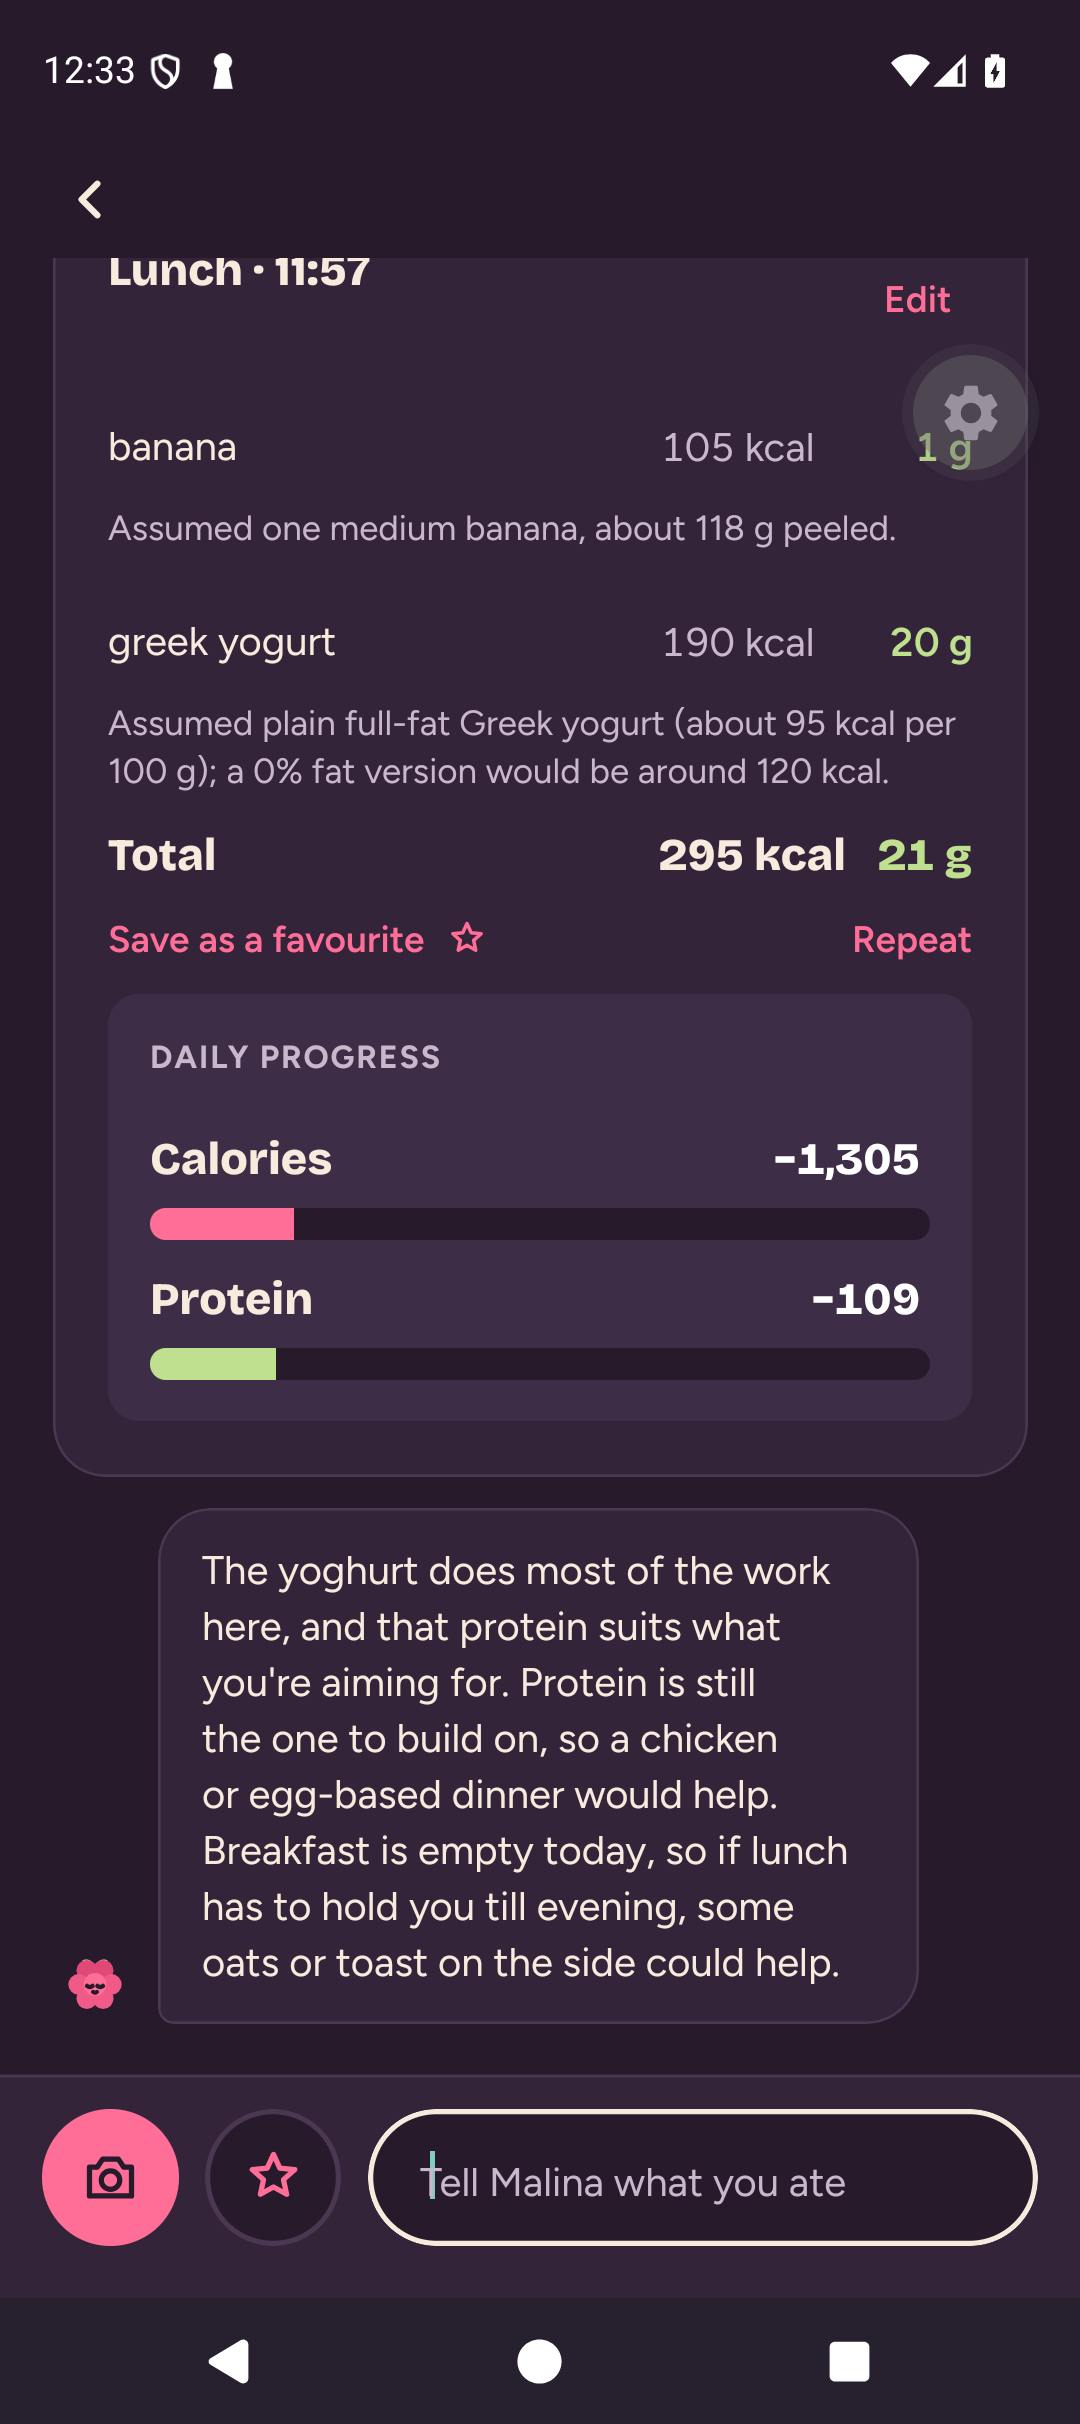 12:33
Lunch · 11:57
Edit
banana 105 kcal 1 g
Assumed one medium banana, about 118 g peeled.
greek yogurt 190 kcal 20 g
Assumed plain full-fat Greek yogurt (about 95 kcal per
100 g); a 0% fat version would be around 120 kcal.
Total 295 kcal 21 g
Save as a favourite Repeat
DAILY PROGRESS
Calories −1,305
Protein −109
The yoghurt does most of the work
here, and that protein suits what
you're aiming for. Protein is still
the one to build on, so a chicken
or egg-based dinner would help.
Breakfast is empty today, so if lunch
has to hold you till evening, some
oats or toast on the side could help.
Tell Malina what you ate